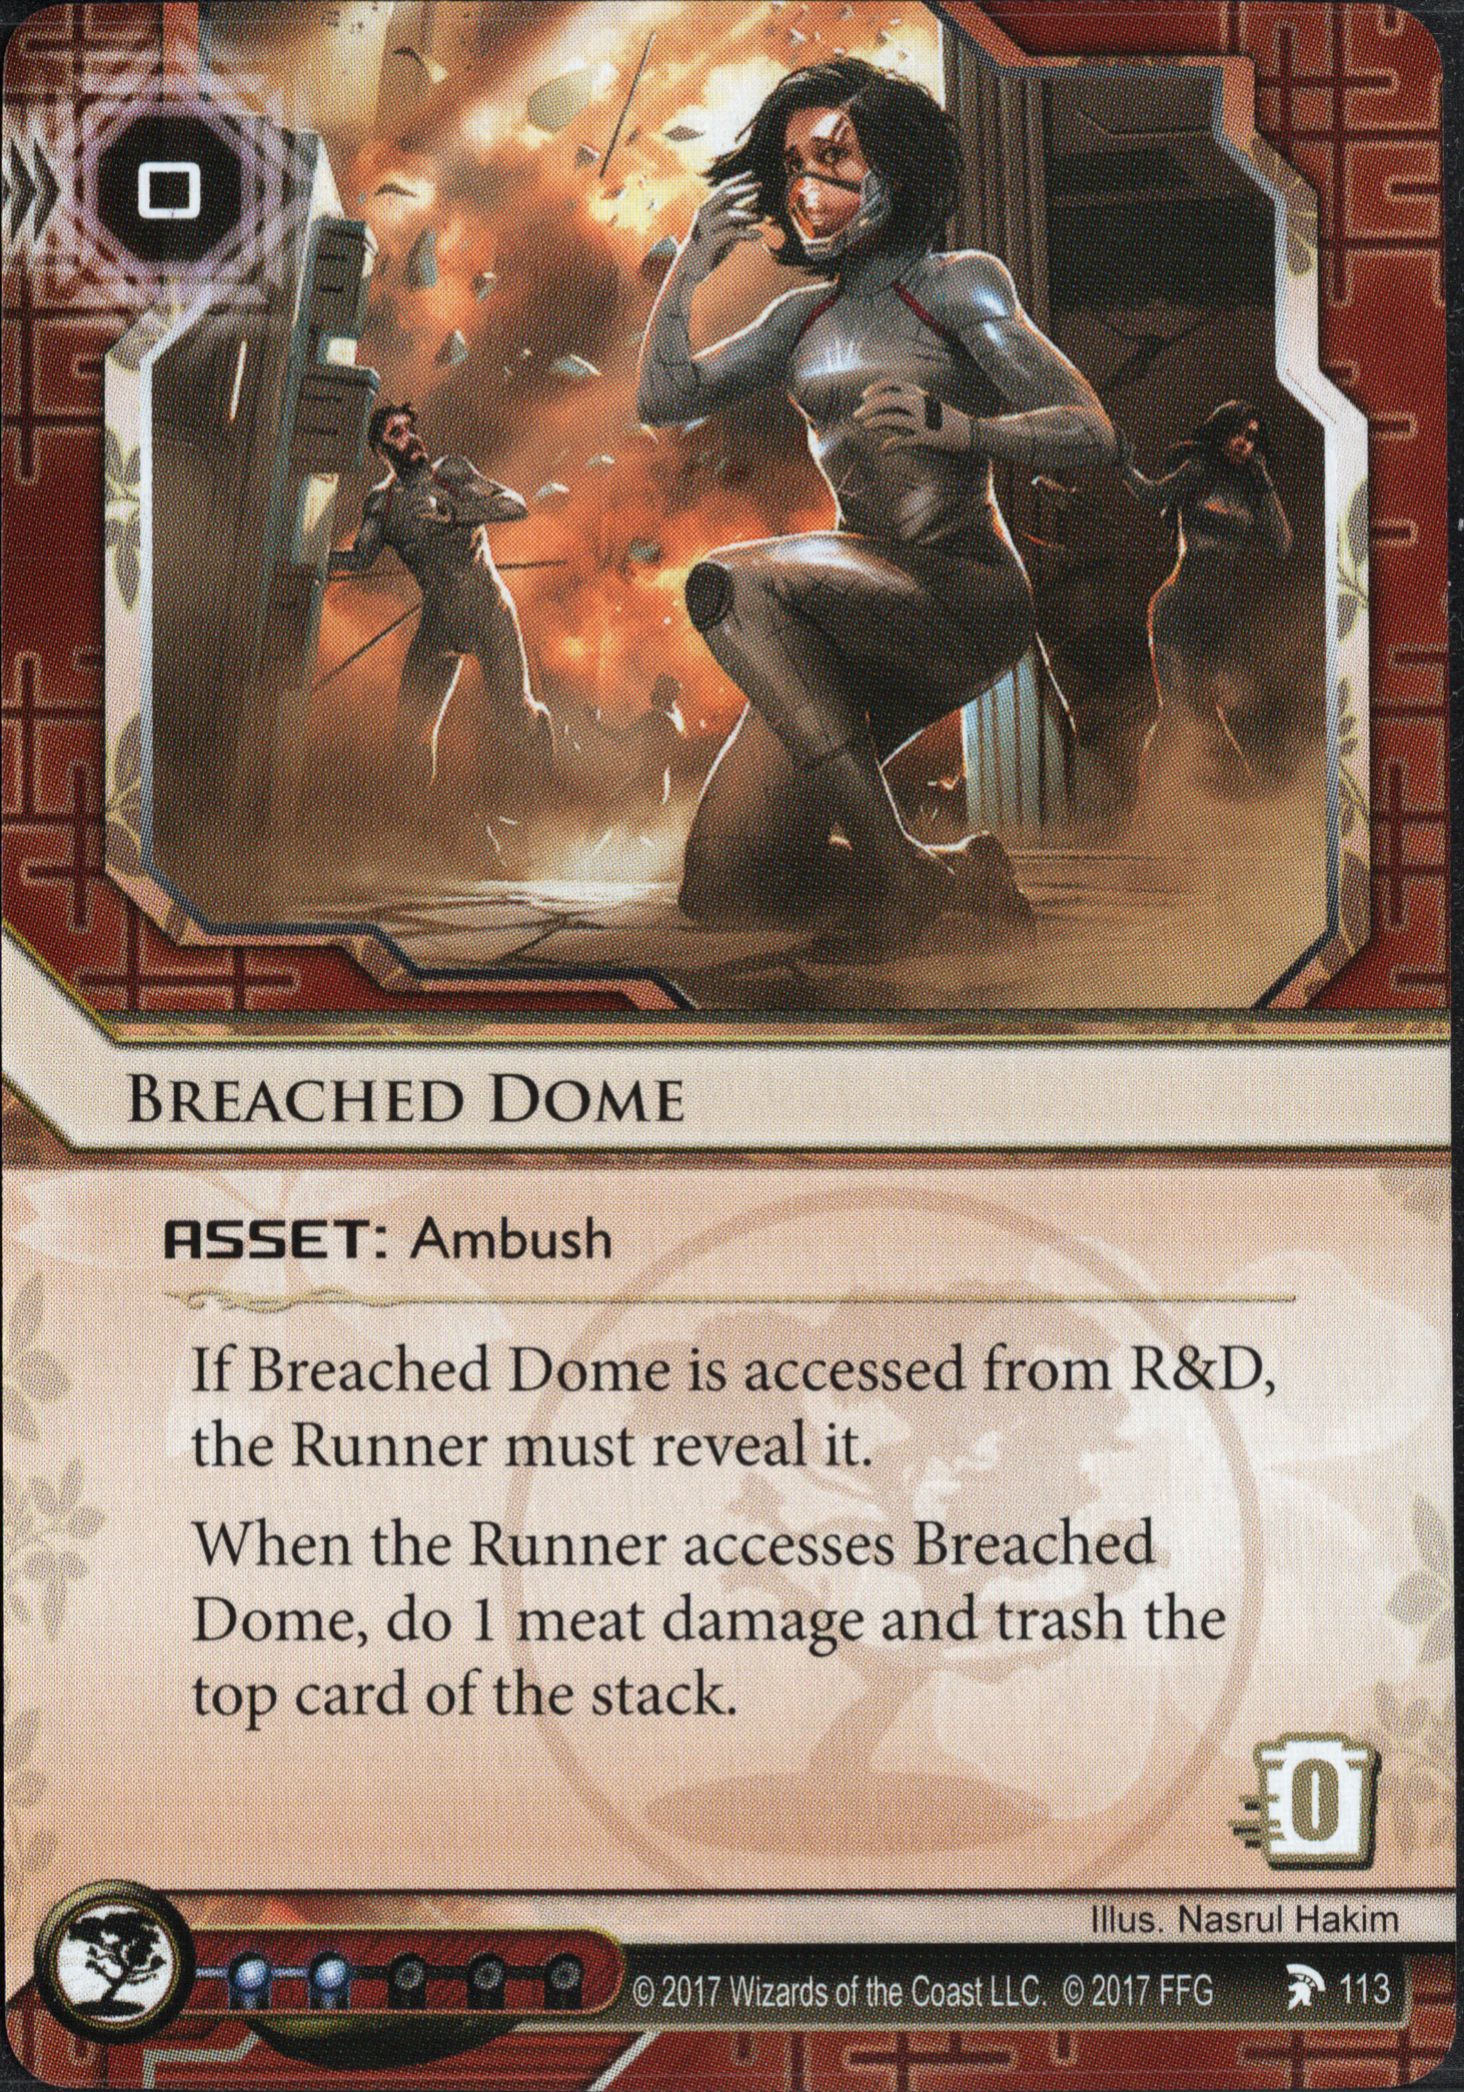 0
BREACHED DOME
ASSET: Ambush
If Breached Dome is accessed from R&D,
the Runner must reveal it.
When the Runner accesses Breached
Dome, do 1 meat damage and trash the
top card of the stack.
0
Illus. Nasrul Hakim
© 2017 Wizards of the Coast LLC. © 2017 FFG 113